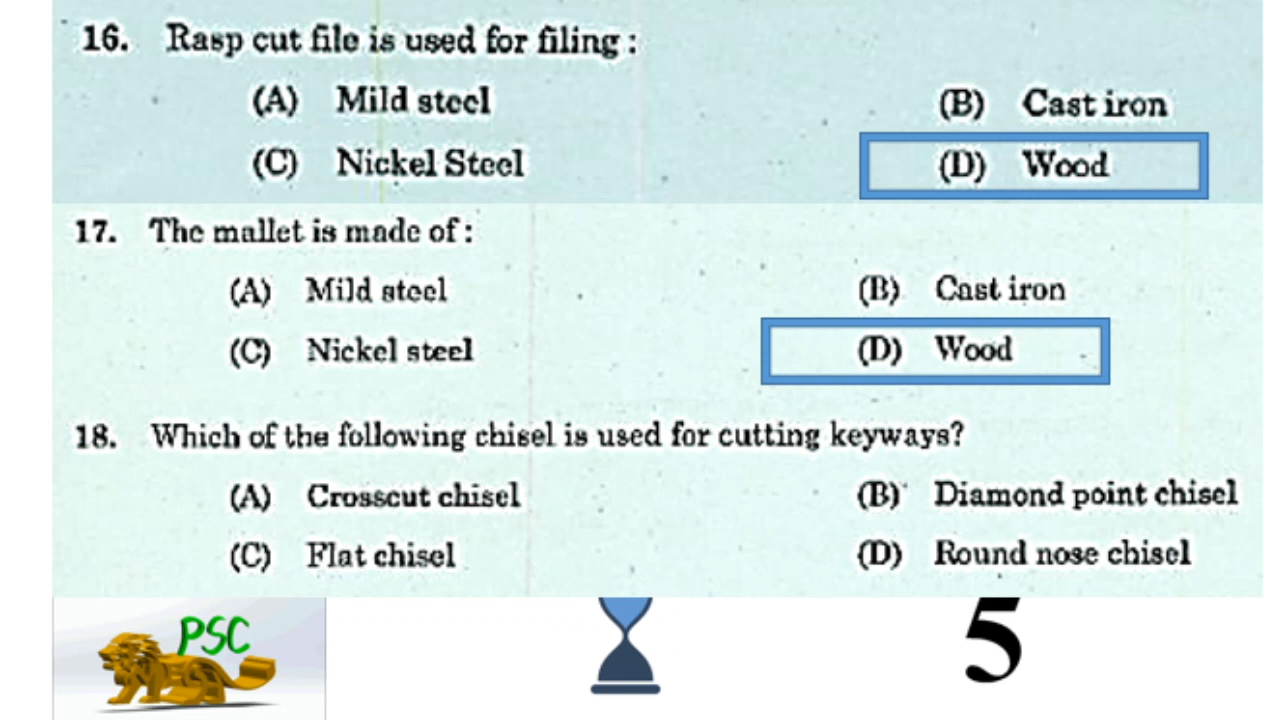 16. Rasp cut file is used for filing :
(A) Mild steel (B) Cast iron
(C) Nickel Steel (D) Wood
17. The mallet is made of :
(A) Mild steel (B) Cast iron
(C) Nickel steel (D) Wood
18. Which of the following chisel is used for cutting keyways?
(A) Crosscut chisel (B) Diamond point chisel
(C) Flat chisel (D) Round nose chisel
PSC
5